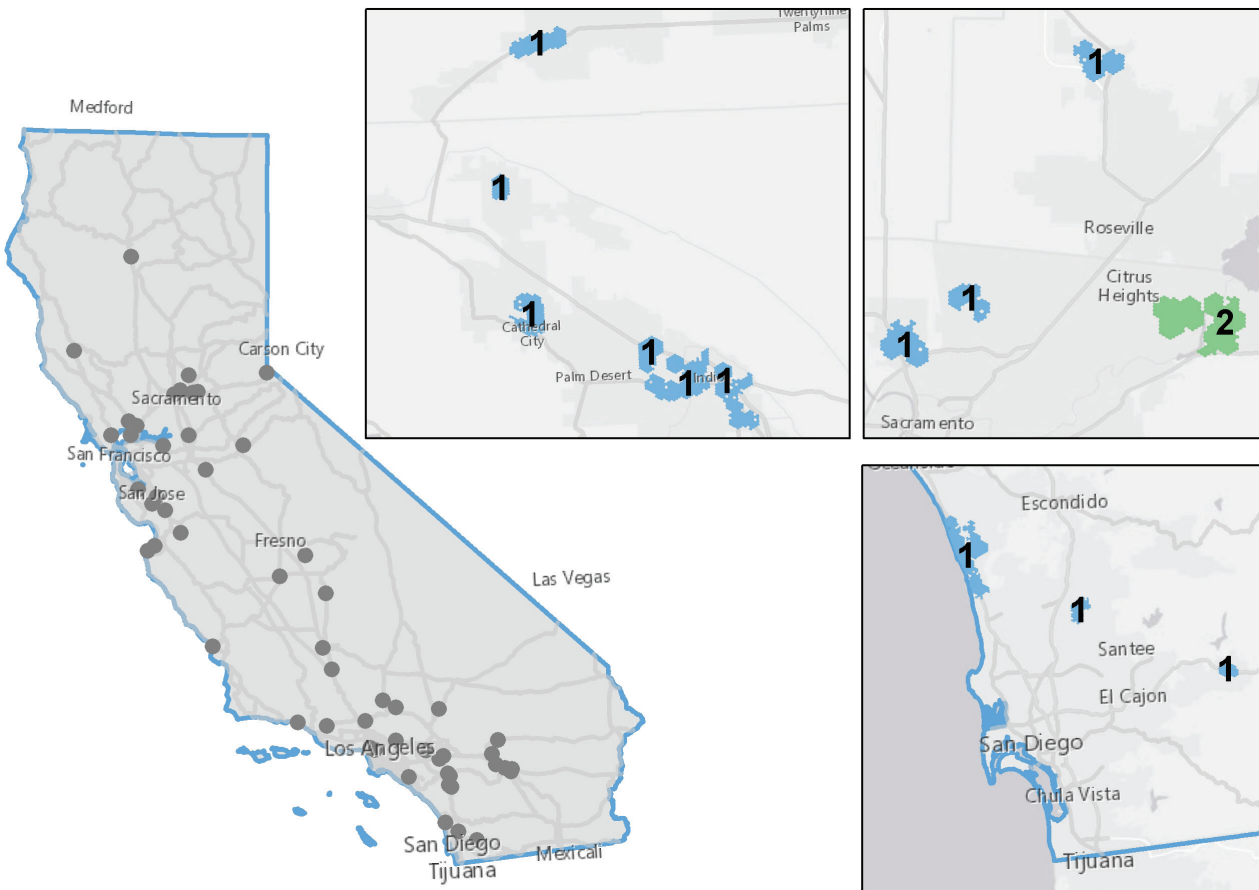 Medford
Carson City
Sacramento
San Francisco
San Jose
Fresno
Las Vegas
Los Angeles
San Diego
Tijuana
Mexicali
Twentynine
Palms
1
1
1
Cathedral
City
1
Palm Desert
1
Indio
1
1
Roseville
Citrus
Heights
1
2
1
Sacramento
Oceanside
Escondido
1
1
Santee
1
El Cajon
San Diego
Chula Vista
Tijuana